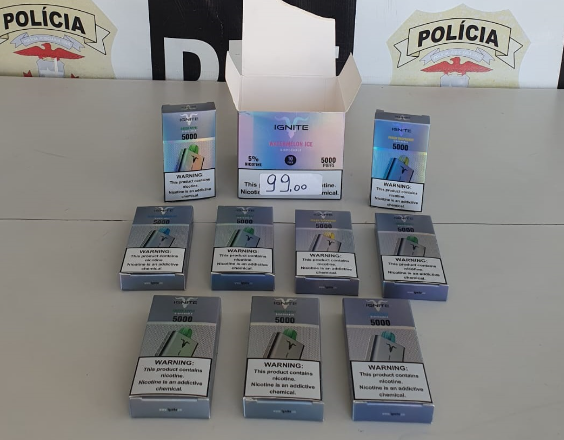 POLÍCIA
POLÍCIA
IGNITE
5000
WARNING:
This product contains
nicotine.
Nicotine is an addictive
chemical.
IGNITE
5%
NICOTINE
5000
PUFFS
99,00
IGNITE
5000
WARNING:
This product contains
nicotine.
Nicotine is an addictive
chemical.
5000
WARNING:
This product contains
nicotine.
Nicotine is an addictive
chemical
5000
WARNING:
This product contains
nicotine.
Nicotine is an addictive
chemical
5000
WARNING:
This product contains
nicotine.
Nicotine is an addictive
chemical
5000
WARNING:
This product contains
nicotine.
Nicotine is an addictive
chemical
IGNITE
5000
WARNING:
This product contains
nicotine.
Nicotine is an addictive
chemical.
IGNITE
5000
WARNING:
This product contains
nicotine.
Nicotine is an addictive
chemical.
IGNITE
5000
WARNING:
This product contains
nicotine.
Nicotine is an addictive
chemical.